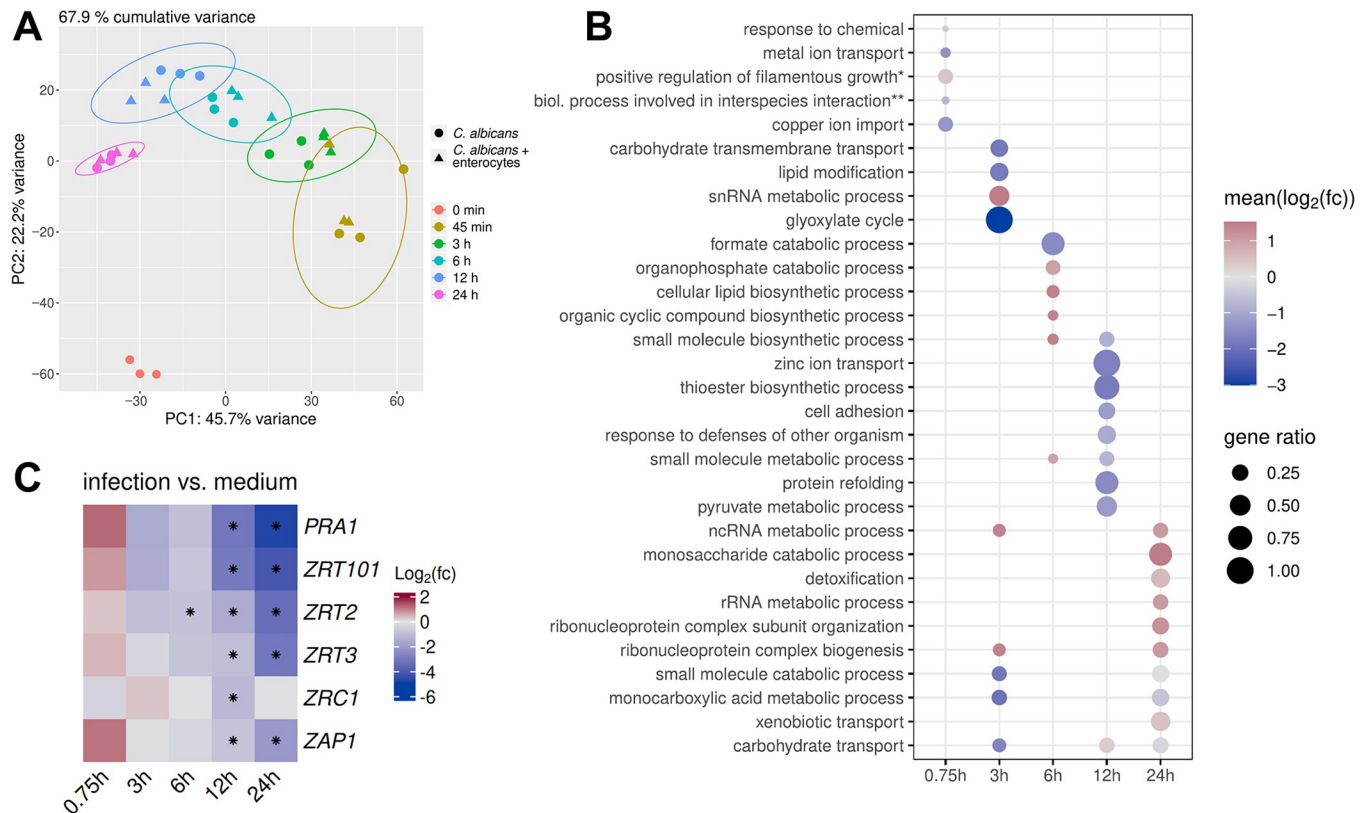 A
67.9 % cumulative variance
20
0
−20
−40
−60
PC2: 22.2% variance
−30
0
30
60
PC1: 45.7% variance
C. albicans
C. albicans +
enterocytes
0 min
45 min
3 h
6 h
12 h
24 h
B
response to chemical
metal ion transport
positive regulation of filamentous growth*
biol. process involved in interspecies interaction**
copper ion import
carbohydrate transmembrane transport
lipid modification
snRNA metabolic process
glyoxylate cycle
formate catabolic process
organophosphate catabolic process
cellular lipid biosynthetic process
organic cyclic compound biosynthetic process
small molecule biosynthetic process
zinc ion transport
thioester biosynthetic process
cell adhesion
response to defenses of other organism
small molecule metabolic process
protein refolding
pyruvate metabolic process
ncRNA metabolic process
monosaccharide catabolic process
detoxification
rRNA metabolic process
ribonucleoprotein complex subunit organization
ribonucleoprotein complex biogenesis
small molecule catabolic process
monocarboxylic acid metabolic process
xenobiotic transport
carbohydrate transport
0.75h 3h 6h 12h 24h
mean(log2(fc))
1
0
−1
−2
−3
gene ratio
0.25
0.50
0.75
1.00
C
infection vs. medium
* * PRA1
* * ZRT101
* * * ZRT2
* * ZRT3
* ZRC1
* * ZAP1
0.75h 3h 6h 12h 24h
Log2(fc)
2
0
-2
-4
-6